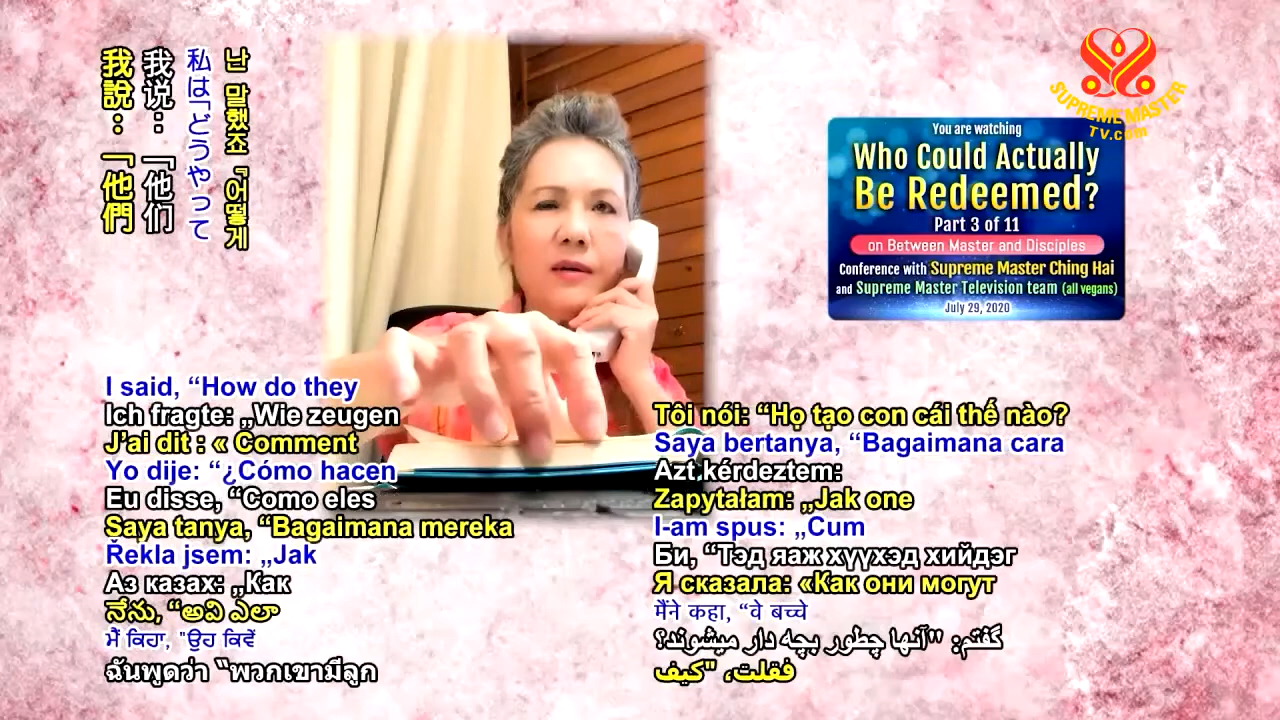 我說：「他們
我说：「他们
私は「どうやって
난 말했죠 『어떻게
SUPREME MASTER
TV.com
You are watching
Who Could Actually
Be Redeemed?
Part 3 of 11
on Between Master and Disciples
Conference with Supreme Master Ching Hai
and Supreme Master Television team (all vegans)
July 29, 2020
I said, “How do they
Ich fragte: „Wie zeugen
J’ai dit : « Comment
Yo dije: “¿Cómo hacen
Eu disse, “Como eles
Saya tanya, “Bagaimana mereka
Řekla jsem: „Jak
Аз казах: „Как
నేను, “అవి ఎలా
ਮੈਂ ਕਿਹਾ, "ਉਹ ਕਿਵੇਂ
ฉันพูดว่า “พวกเขามีลูก
Tôi nói: “Họ tạo con cái thế nào?
Saya bertanya, “Bagaimana cara
Azt kérdeztem:
Zapytałam: „Jak one
I-am spus: „Cum
Би, “Тэд яаж хүүхэд хийдэг
Я сказала: «Как они могут
मैंने कहा, “वे बच्चे
گفتم: "آنها چطور بچه دار میشوند؟
فقلت، "كيف